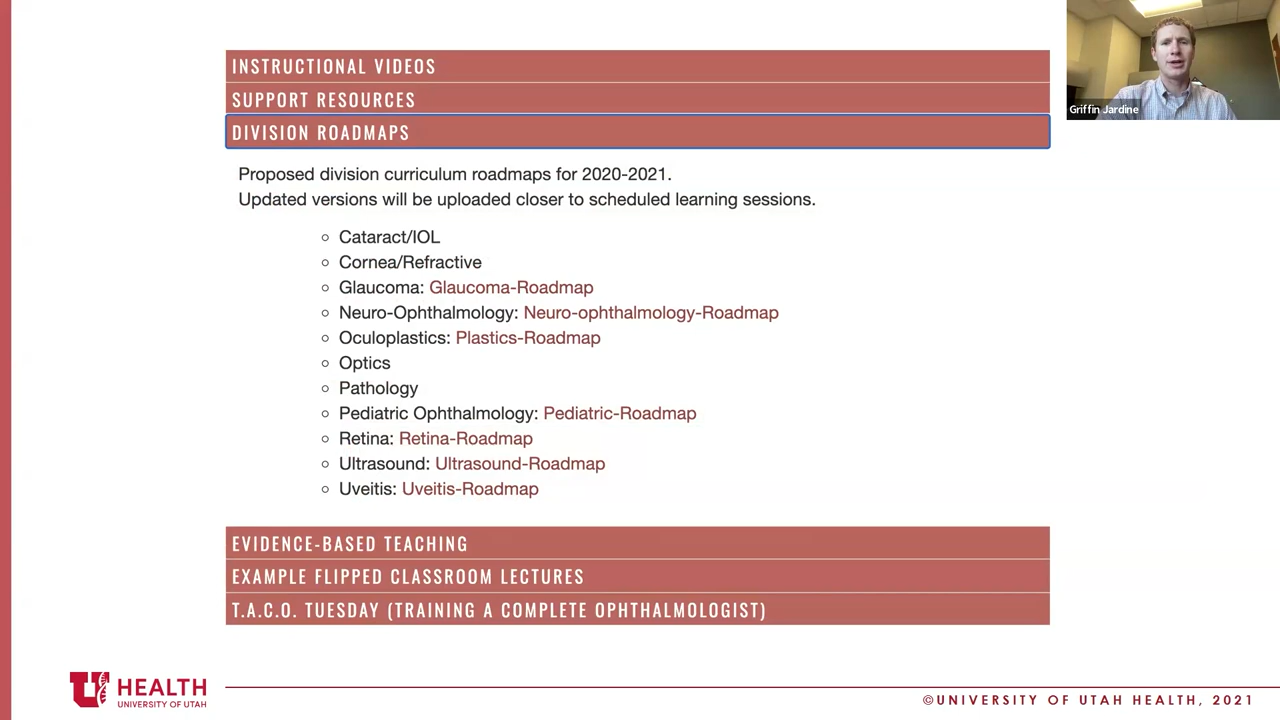 INSTRUCTIONAL VIDEOS
SUPPORT RESOURCES
DIVISION ROADMAPS
Griffin Jardine
Proposed division curriculum roadmaps for 2020-2021.
Updated versions will be uploaded closer to scheduled learning sessions.
Cataract/IOL
Cornea/Refractive
Glaucoma: Glaucoma-Roadmap
Neuro-Ophthalmology: Neuro-ophthalmology-Roadmap
Oculoplastics: Plastics-Roadmap
Optics
Pathology
Pediatric Ophthalmology: Pediatric-Roadmap
Retina: Retina-Roadmap
Ultrasound: Ultrasound-Roadmap
Uveitis: Uveitis-Roadmap
EVIDENCE-BASED TEACHING
EXAMPLE FLIPPED CLASSROOM LECTURES
T.A.C.O. TUESDAY (TRAINING A COMPLETE OPHTHALMOLOGIST)
U HEALTH
UNIVERSITY OF UTAH
©UNIVERSITY OF UTAH HEALTH, 2021